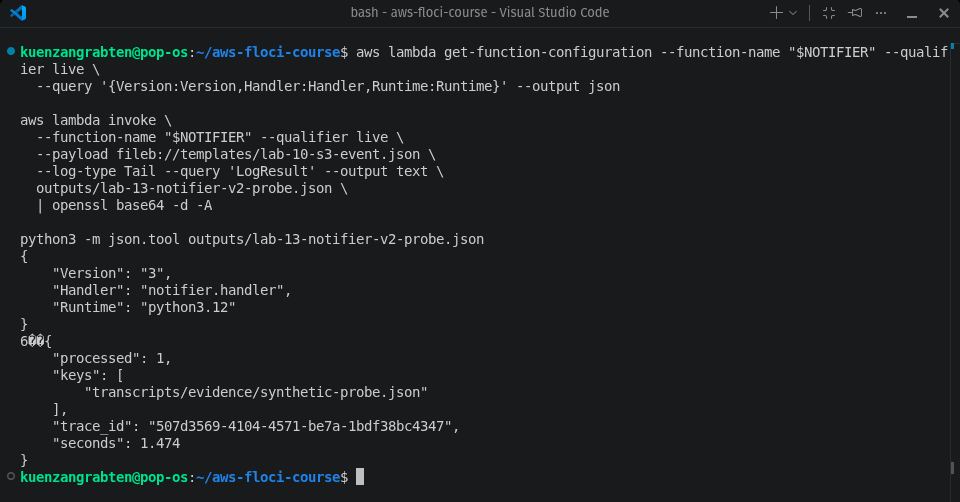 bash - aws-floci-course - Visual Studio Code
kuenzangrabten@pop-os:~/aws-floci-course$ aws lambda get-function-configuration --function-name "$NOTIFIER" --qualif
ier live \
  --query '{Version:Version,Handler:Handler,Runtime:Runtime}' --output json

aws lambda invoke \
  --function-name "$NOTIFIER" --qualifier live \
  --payload fileb://templates/lab-10-s3-event.json \
  --log-type Tail --query 'LogResult' --output text \
  outputs/lab-13-notifier-v2-probe.json \
  | openssl base64 -d -A

python3 -m json.tool outputs/lab-13-notifier-v2-probe.json
{
    "Version": "3",
    "Handler": "notifier.handler",
    "Runtime": "python3.12"
}
6��{
    "processed": 1,
    "keys": [
        "transcripts/evidence/synthetic-probe.json"
    ],
    "trace_id": "507d3569-4104-4571-be7a-1bdf38bc4347",
    "seconds": 1.474
}
kuenzangrabten@pop-os:~/aws-floci-course$